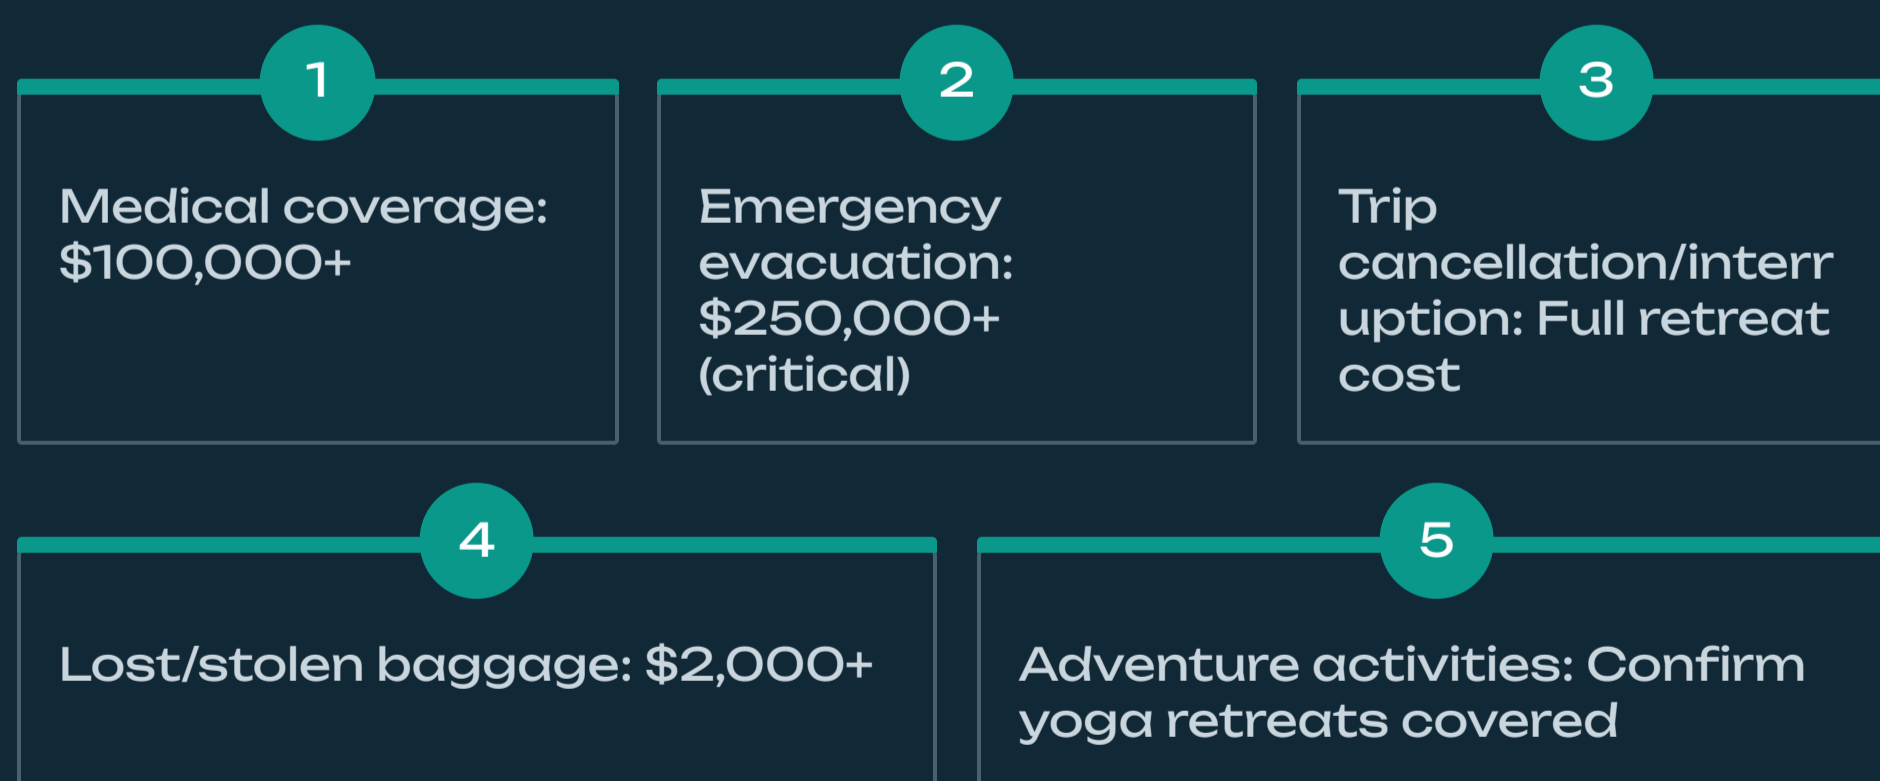 1
Medical coverage:
$100,000+
2
Emergency
evacuation:
$250,000+
(critical)
3
Trip
cancellation/interr
uption: Full retreat
cost
4
Lost/stolen baggage: $2,000+
5
Adventure activities: Confirm
yoga retreats covered